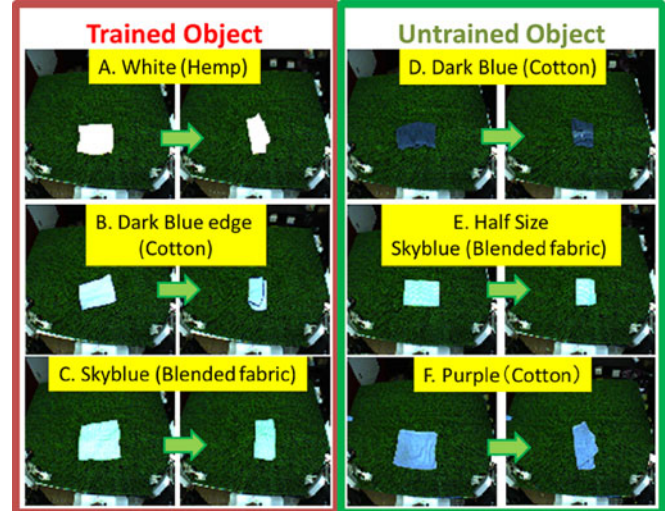 Trained Object
A. White (Hemp)
B. Dark Blue edge
(Cotton)
C. Skyblue (Blended fabric)
Untrained Object
D. Dark Blue (Cotton)
E. Half Size
Skyblue (Blended fabric)
F. Purple (Cotton)